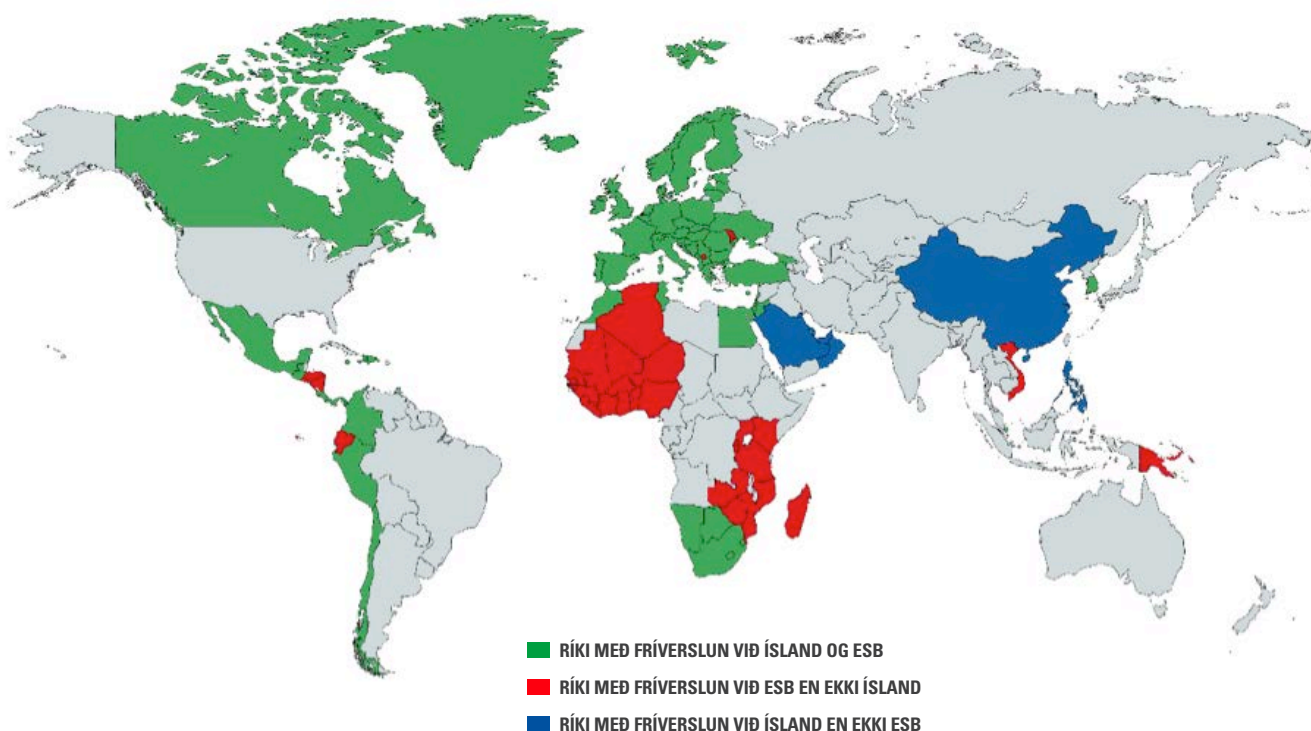 RÍKI MEÐ FRÍVERSLUN VIÐ ÍSLAND OG ESB
RÍKI MEÐ FRÍVERSLUN VIÐ ESB EN EKKI ÍSLAND
RÍKI MEÐ FRÍVERSLUN VIÐ ÍSLAND EN EKKI ESB